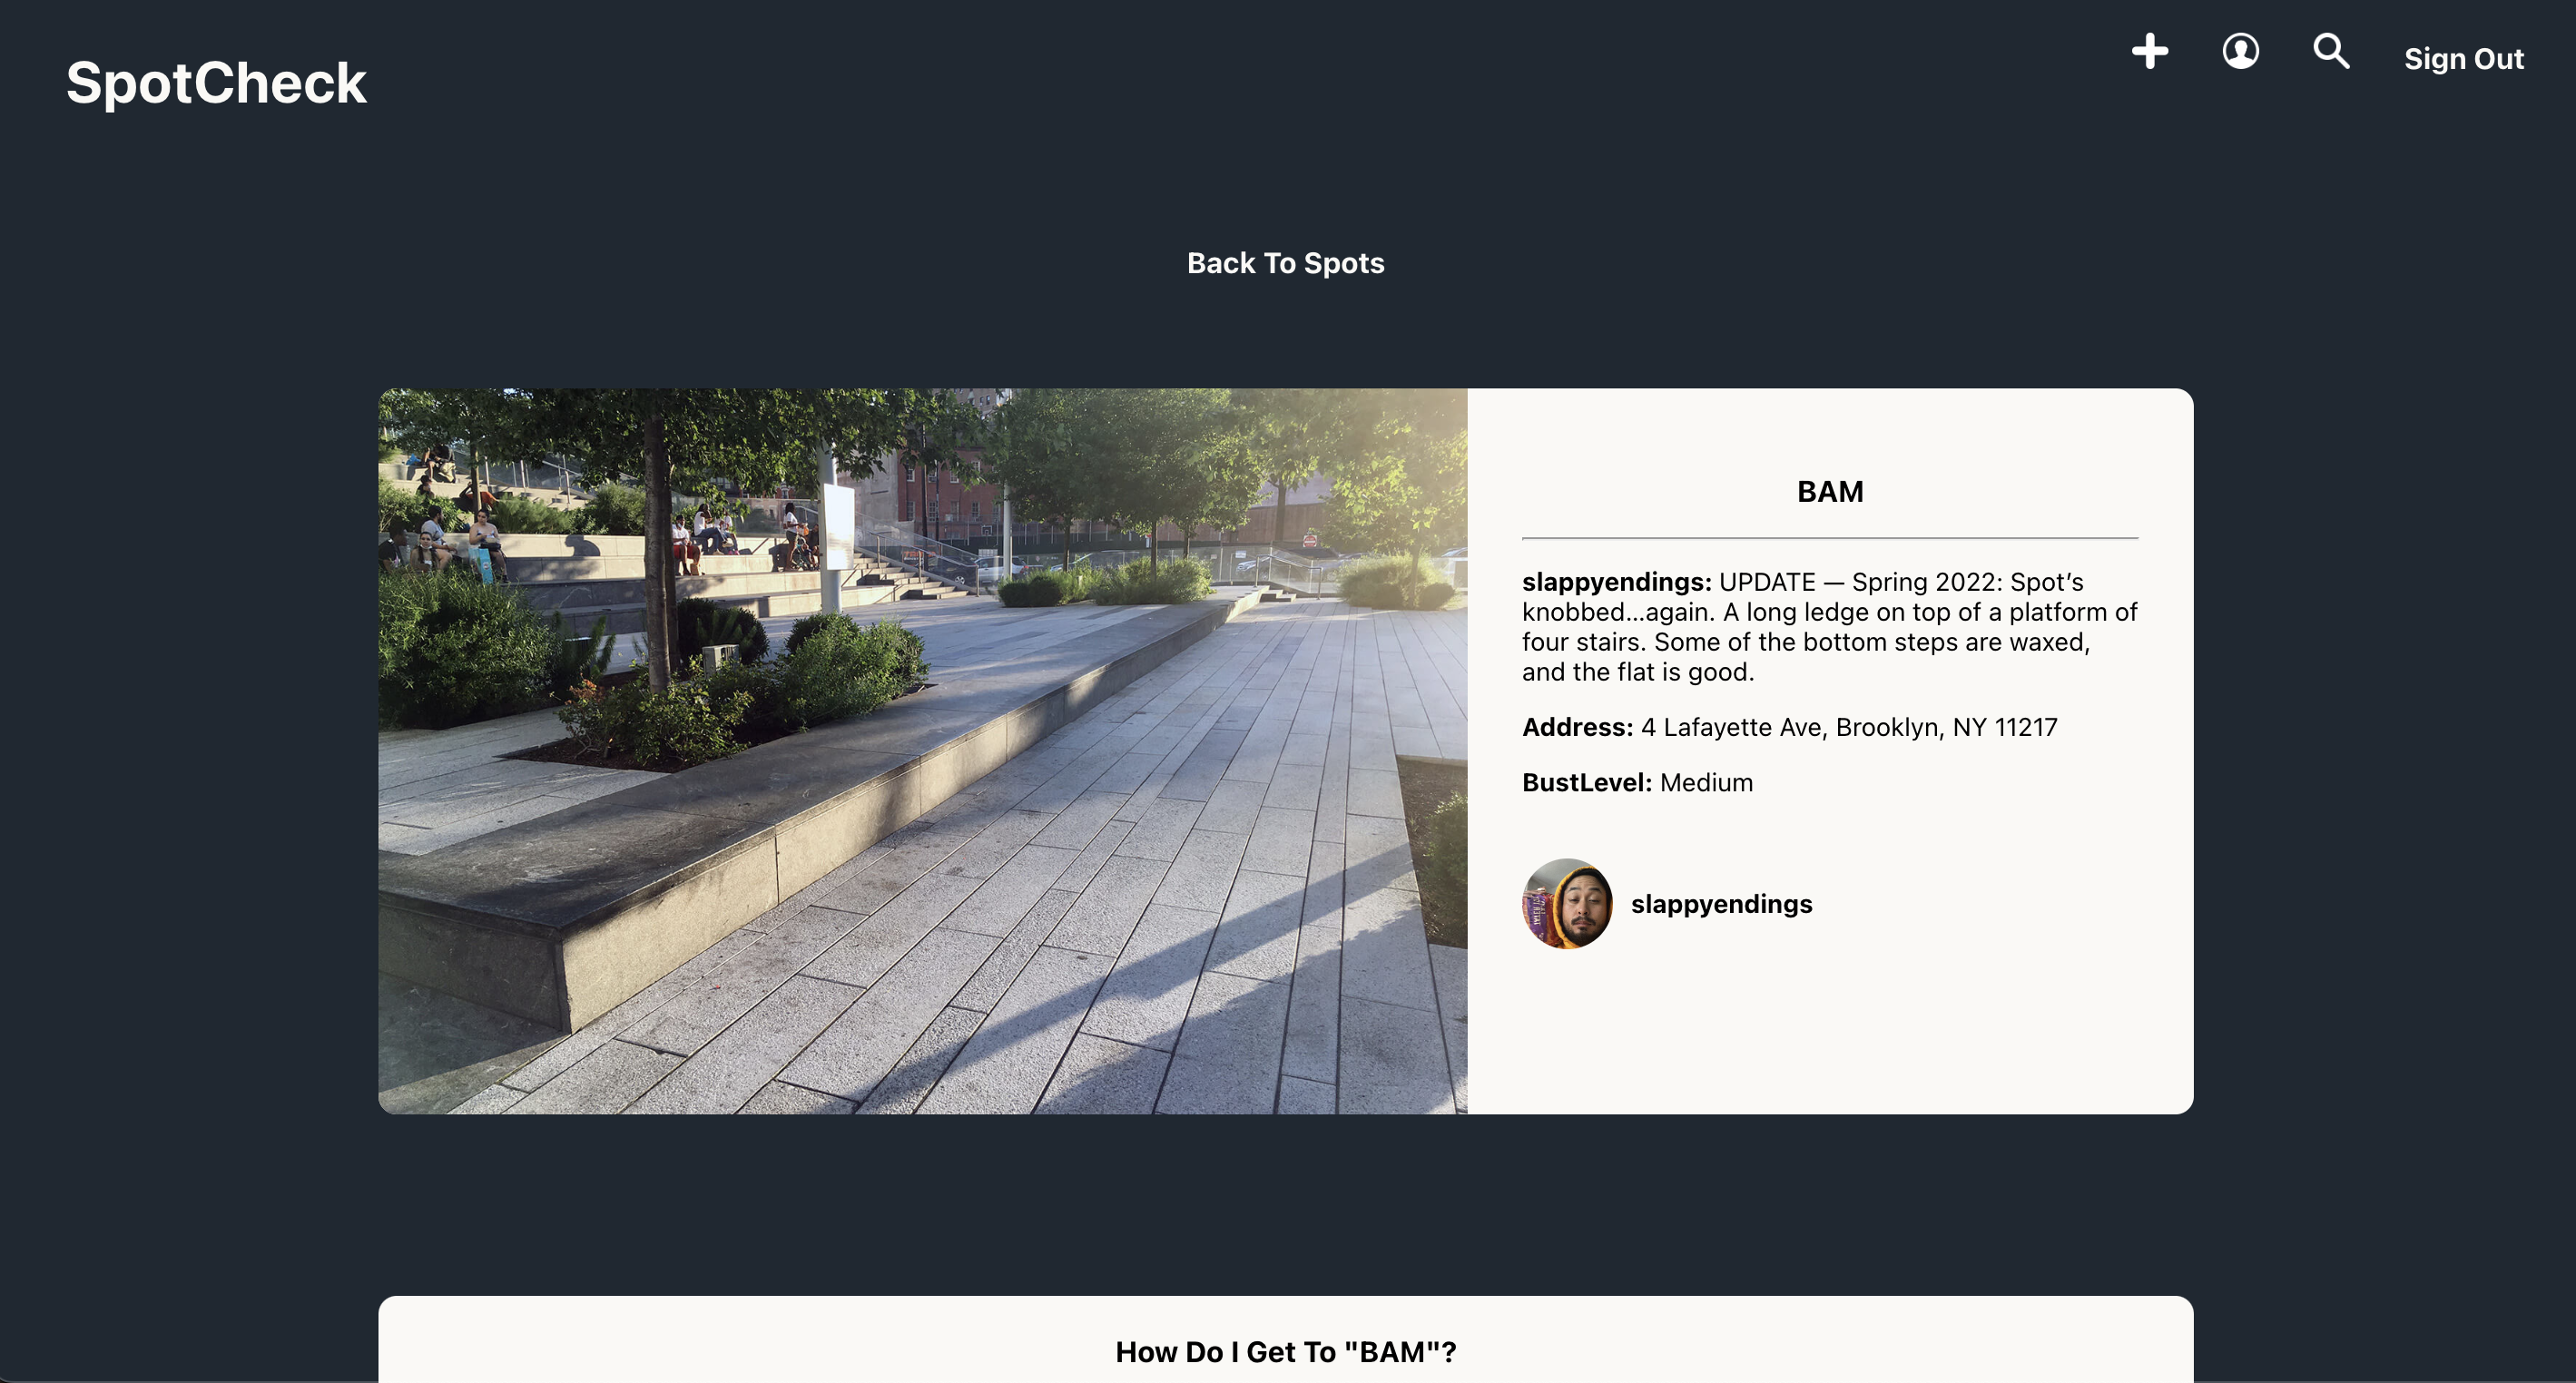 SpotCheck
Sign Out
Back To Spots
BAM
slappyendings: UPDATE — Spring 2022: Spot’s
knobbed...again. A long ledge on top of a platform of
four stairs. Some of the bottom steps are waxed,
and the flat is good.
Address: 4 Lafayette Ave, Brooklyn, NY 11217
BustLevel: Medium
slappyendings
How Do I Get To "BAM"?